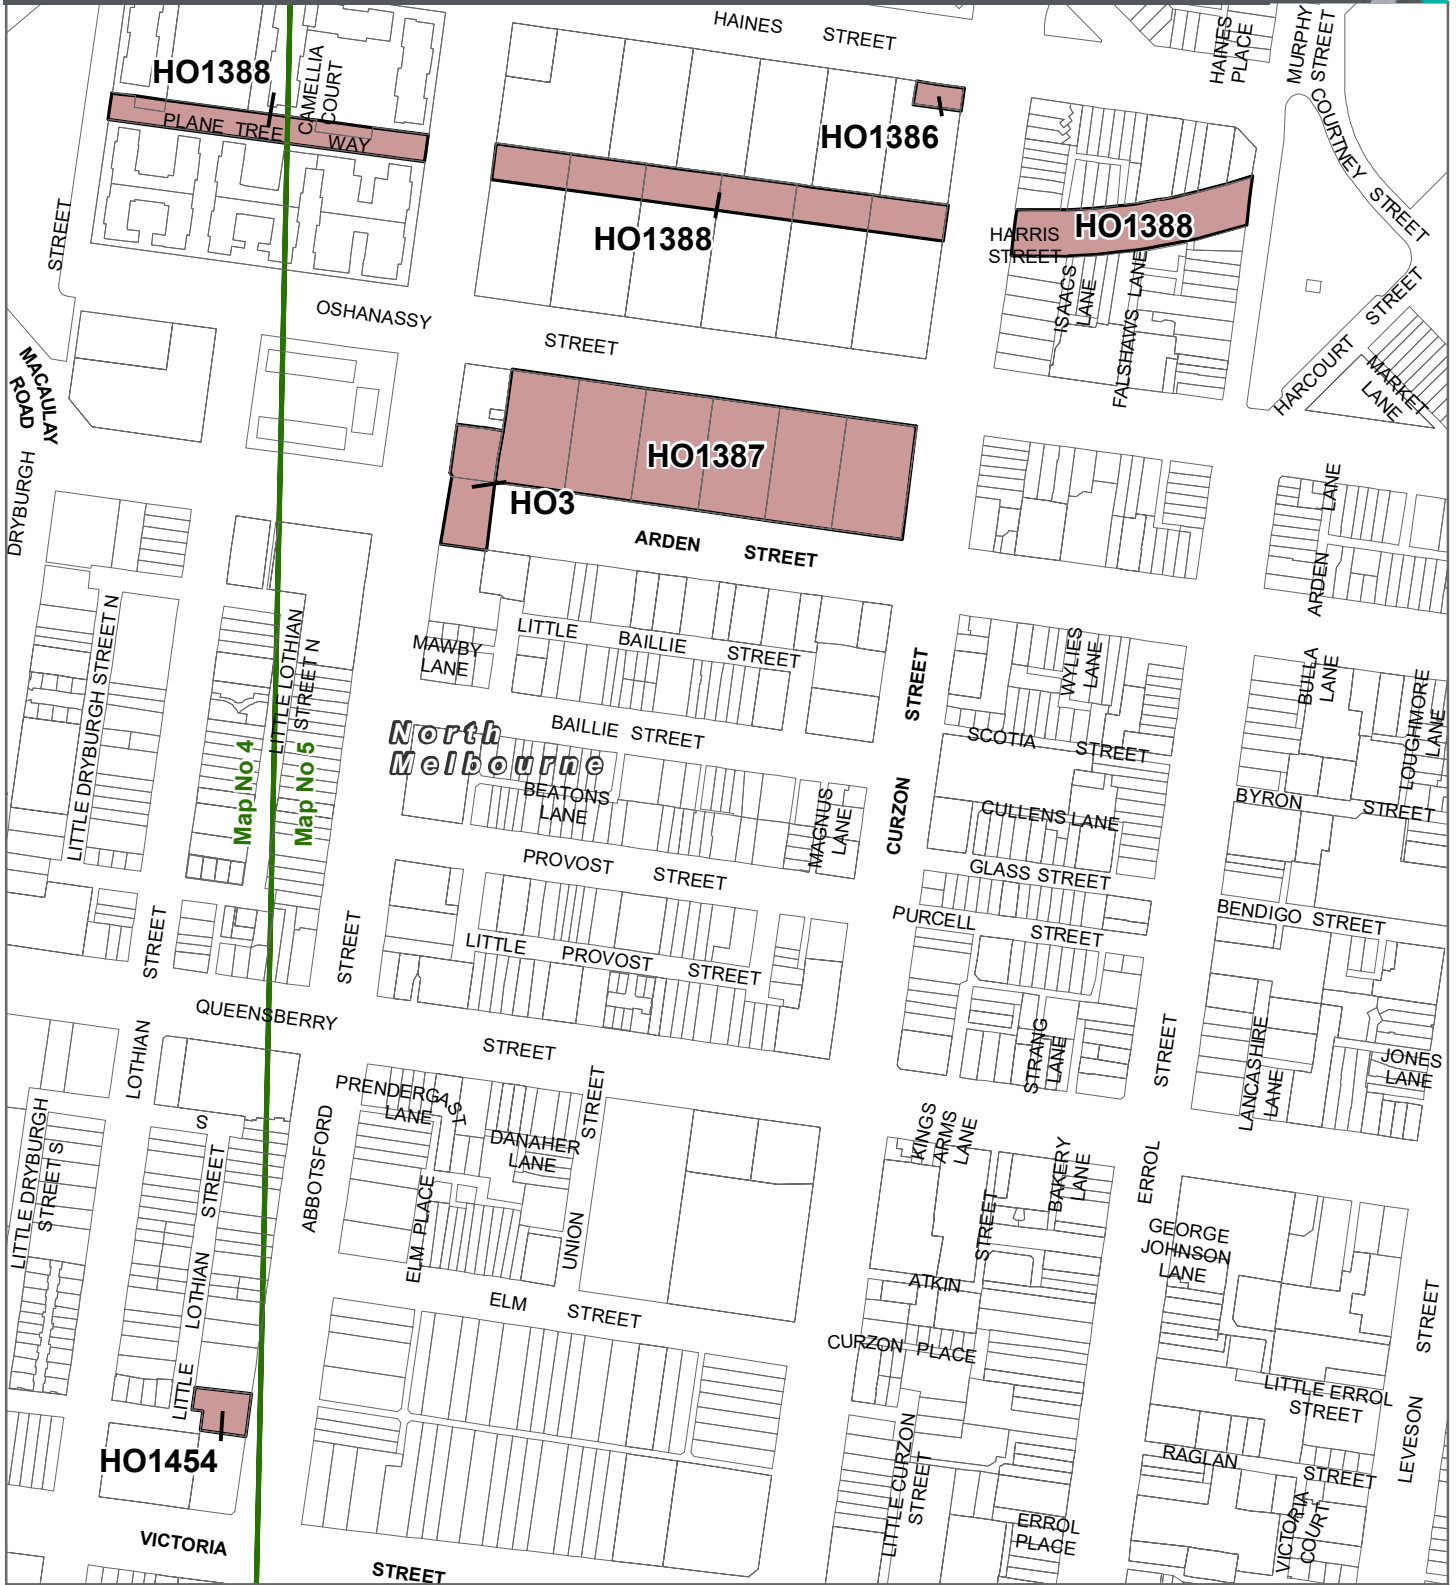 HAINES STREET
HAINES
PLACE
MURPHY
STREET
HO1388
CAMELLIA
COURT
PLANE TREE WAY
HO1386
COURTNEY STREET
HO1388
HARRIS
STREET
HO1388
STREET
ISAACS
LANE
FALSHAWS LANE
OSHANASSY STREET
HARCOURT STREET
MARKET
LANE
MACAULAY
ROAD
HO1387
HO3
DRYBURGH
ARDEN STREET
ARDEN LANE
LITTLE DRYBURGH STREET N
LITTLE LOTHIAN
STREET N
MAWBY
LANE
LITTLE BAILLIE STREET
WYLIES
LANE
BULLA
LANE
LOUGHMORE
LANE
CURZON STREET
North
Melbourne
BAILLIE STREET
SCOTIA STREET
Map No 4
Map No 5
BEATONS
LANE
MAGNUS
LANE
CULLENS LANE
BYRON STREET
PROVOST STREET
GLASS STREET
PURCELL STREET
BENDIGO STREET
STREET
STREET
LITTLE PROVOST STREET
QUEENSBERRY STREET
LOTHIAN
STRANG
LANE
STREET
LANCASHIRE
LANE
JONES
LANE
PRENDERGAST
LANE
DANAHER
LANE
UNION STREET
KINGS
ARMS
LANE
BAKERY
LANE
ERROL
LITTLE DRYBURGH
STREET S
S
ABBOTSFORD
ELM PLACE
LITTLE LOTHIAN STREET
ATKIN STREET
GEORGE
JOHNSON
LANE
ELM STREET
CURZON PLACE
STREET
LITTLE ERROL
STREET
LEVESON
HO1454
LITTLE CURZON
STREET
RAGLAN STREET
ERROL
PLACE
VICTORIA
COURT
VICTORIA STREET